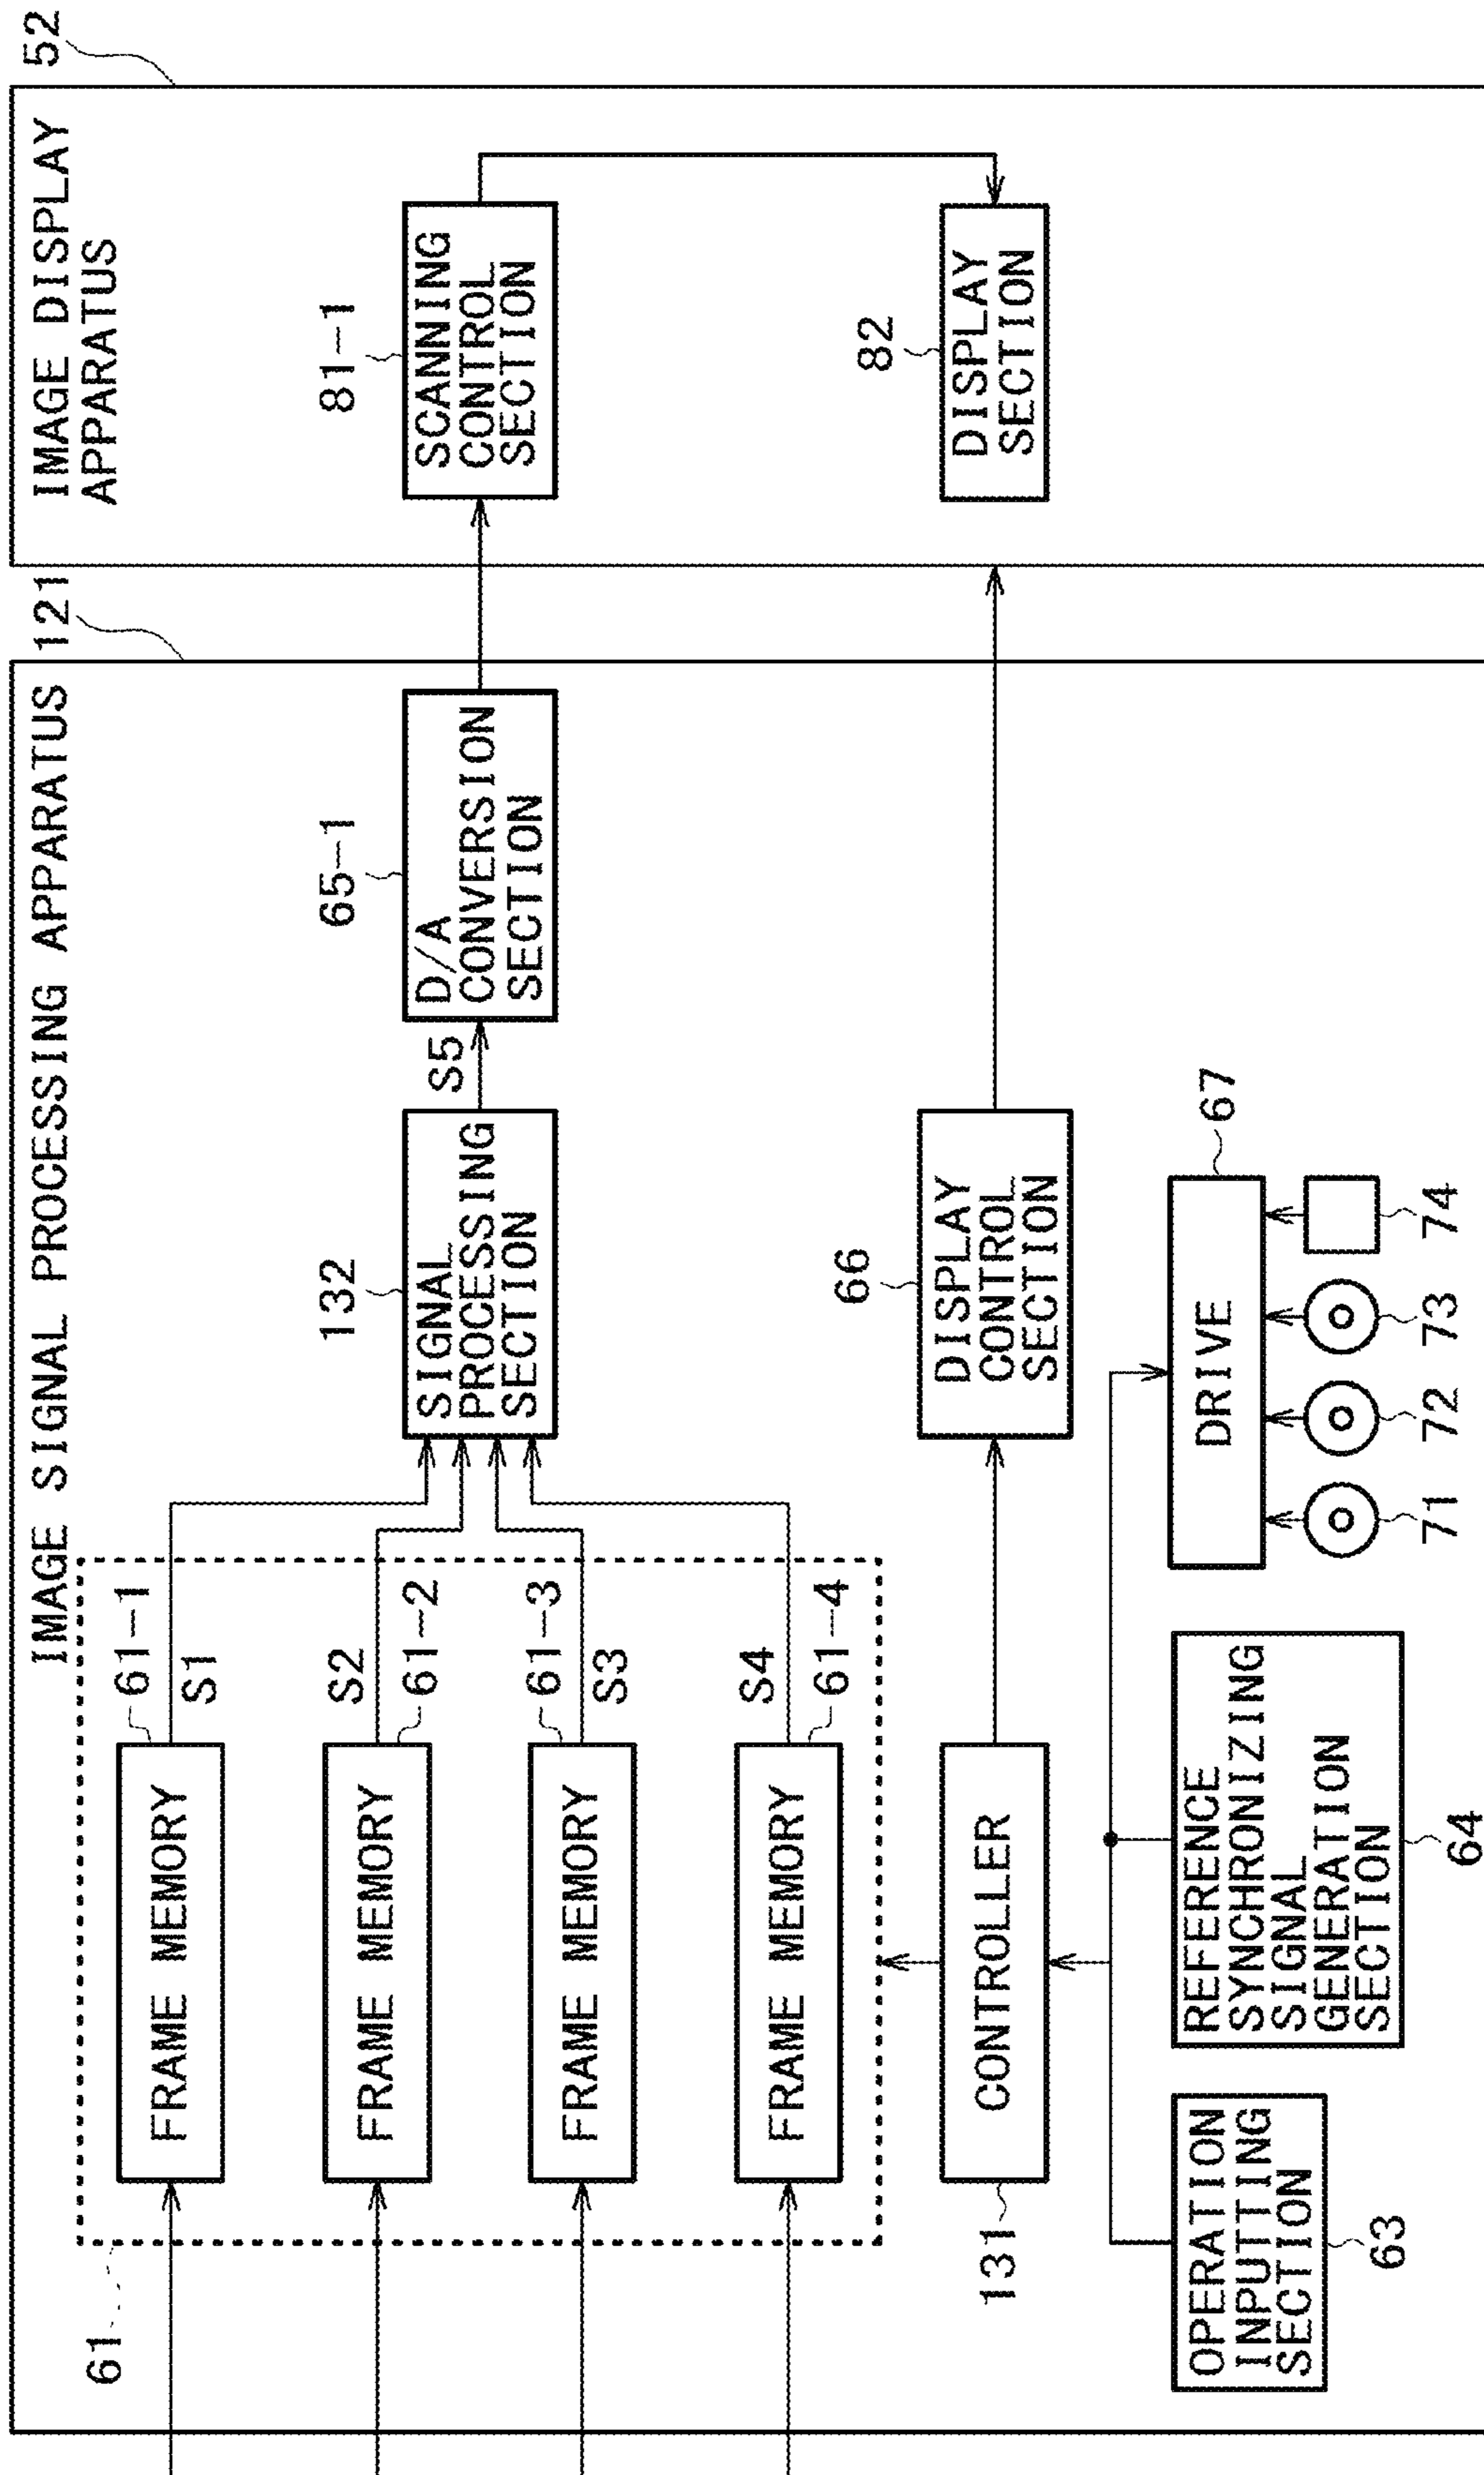 IMAGE SIGNAL PROCESSING APPARATUS 121
IMAGE DISPLAY
APPARATUS
52
61
61-1
FRAME MEMORY
S1
S2
FRAME MEMORY
61-2
61-3
FRAME MEMORY
S3
S4
FRAME MEMORY
61-4
132
SIGNAL
PROCESSING
SECTION
S5
65-1
D/A
CONVERSION
SECTION
81-1
SCANNING
CONTROL
SECTION
131
CONTROLLER
66
DISPLAY
CONTROL
SECTION
82
DISPLAY
SECTION
OPERATION
INPUTTING
SECTION
63
REFERENCE
SYNCHRONIZING
SIGNAL
GENERATION
SECTION
64
DRIVE
67
71
72
73
74